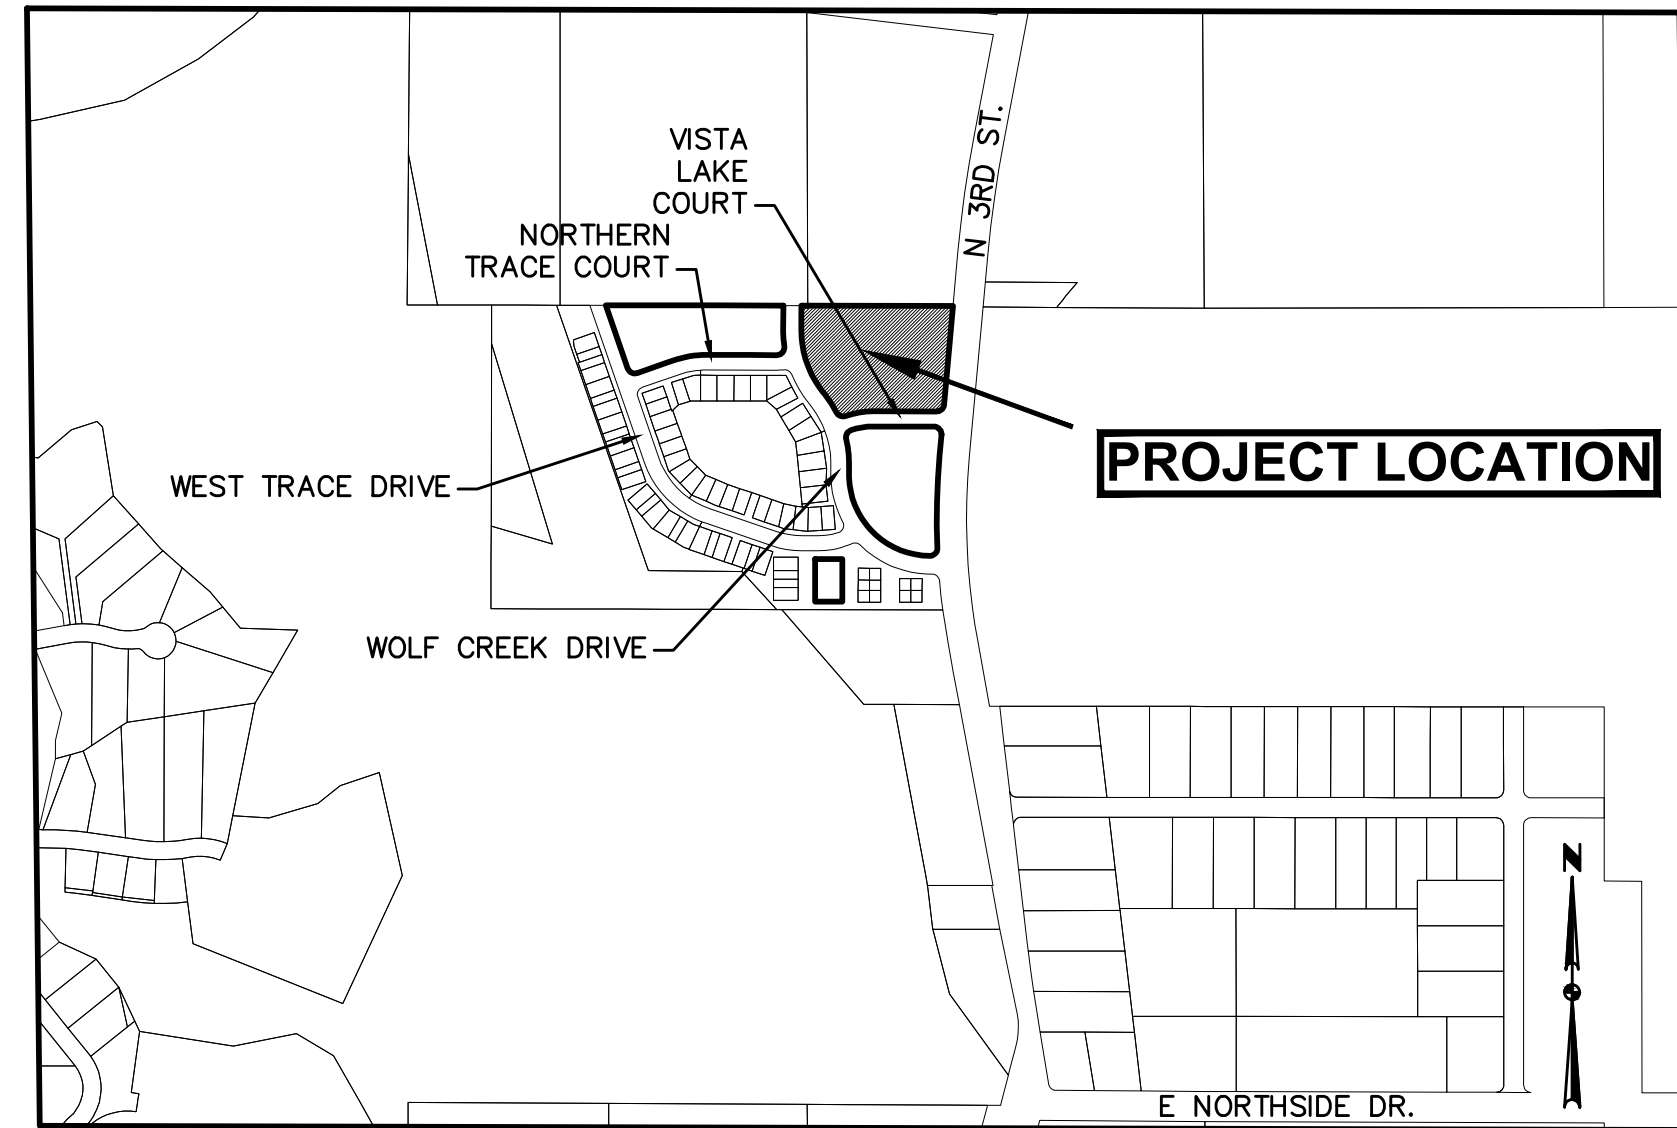 VISTA
LAKE
COURT
N 3RD ST.
NORTHERN
TRACE COURT
PROJECT LOCATION
WEST TRACE DRIVE
WOLF CREEK DRIVE
N
E NORTHSIDE DR.